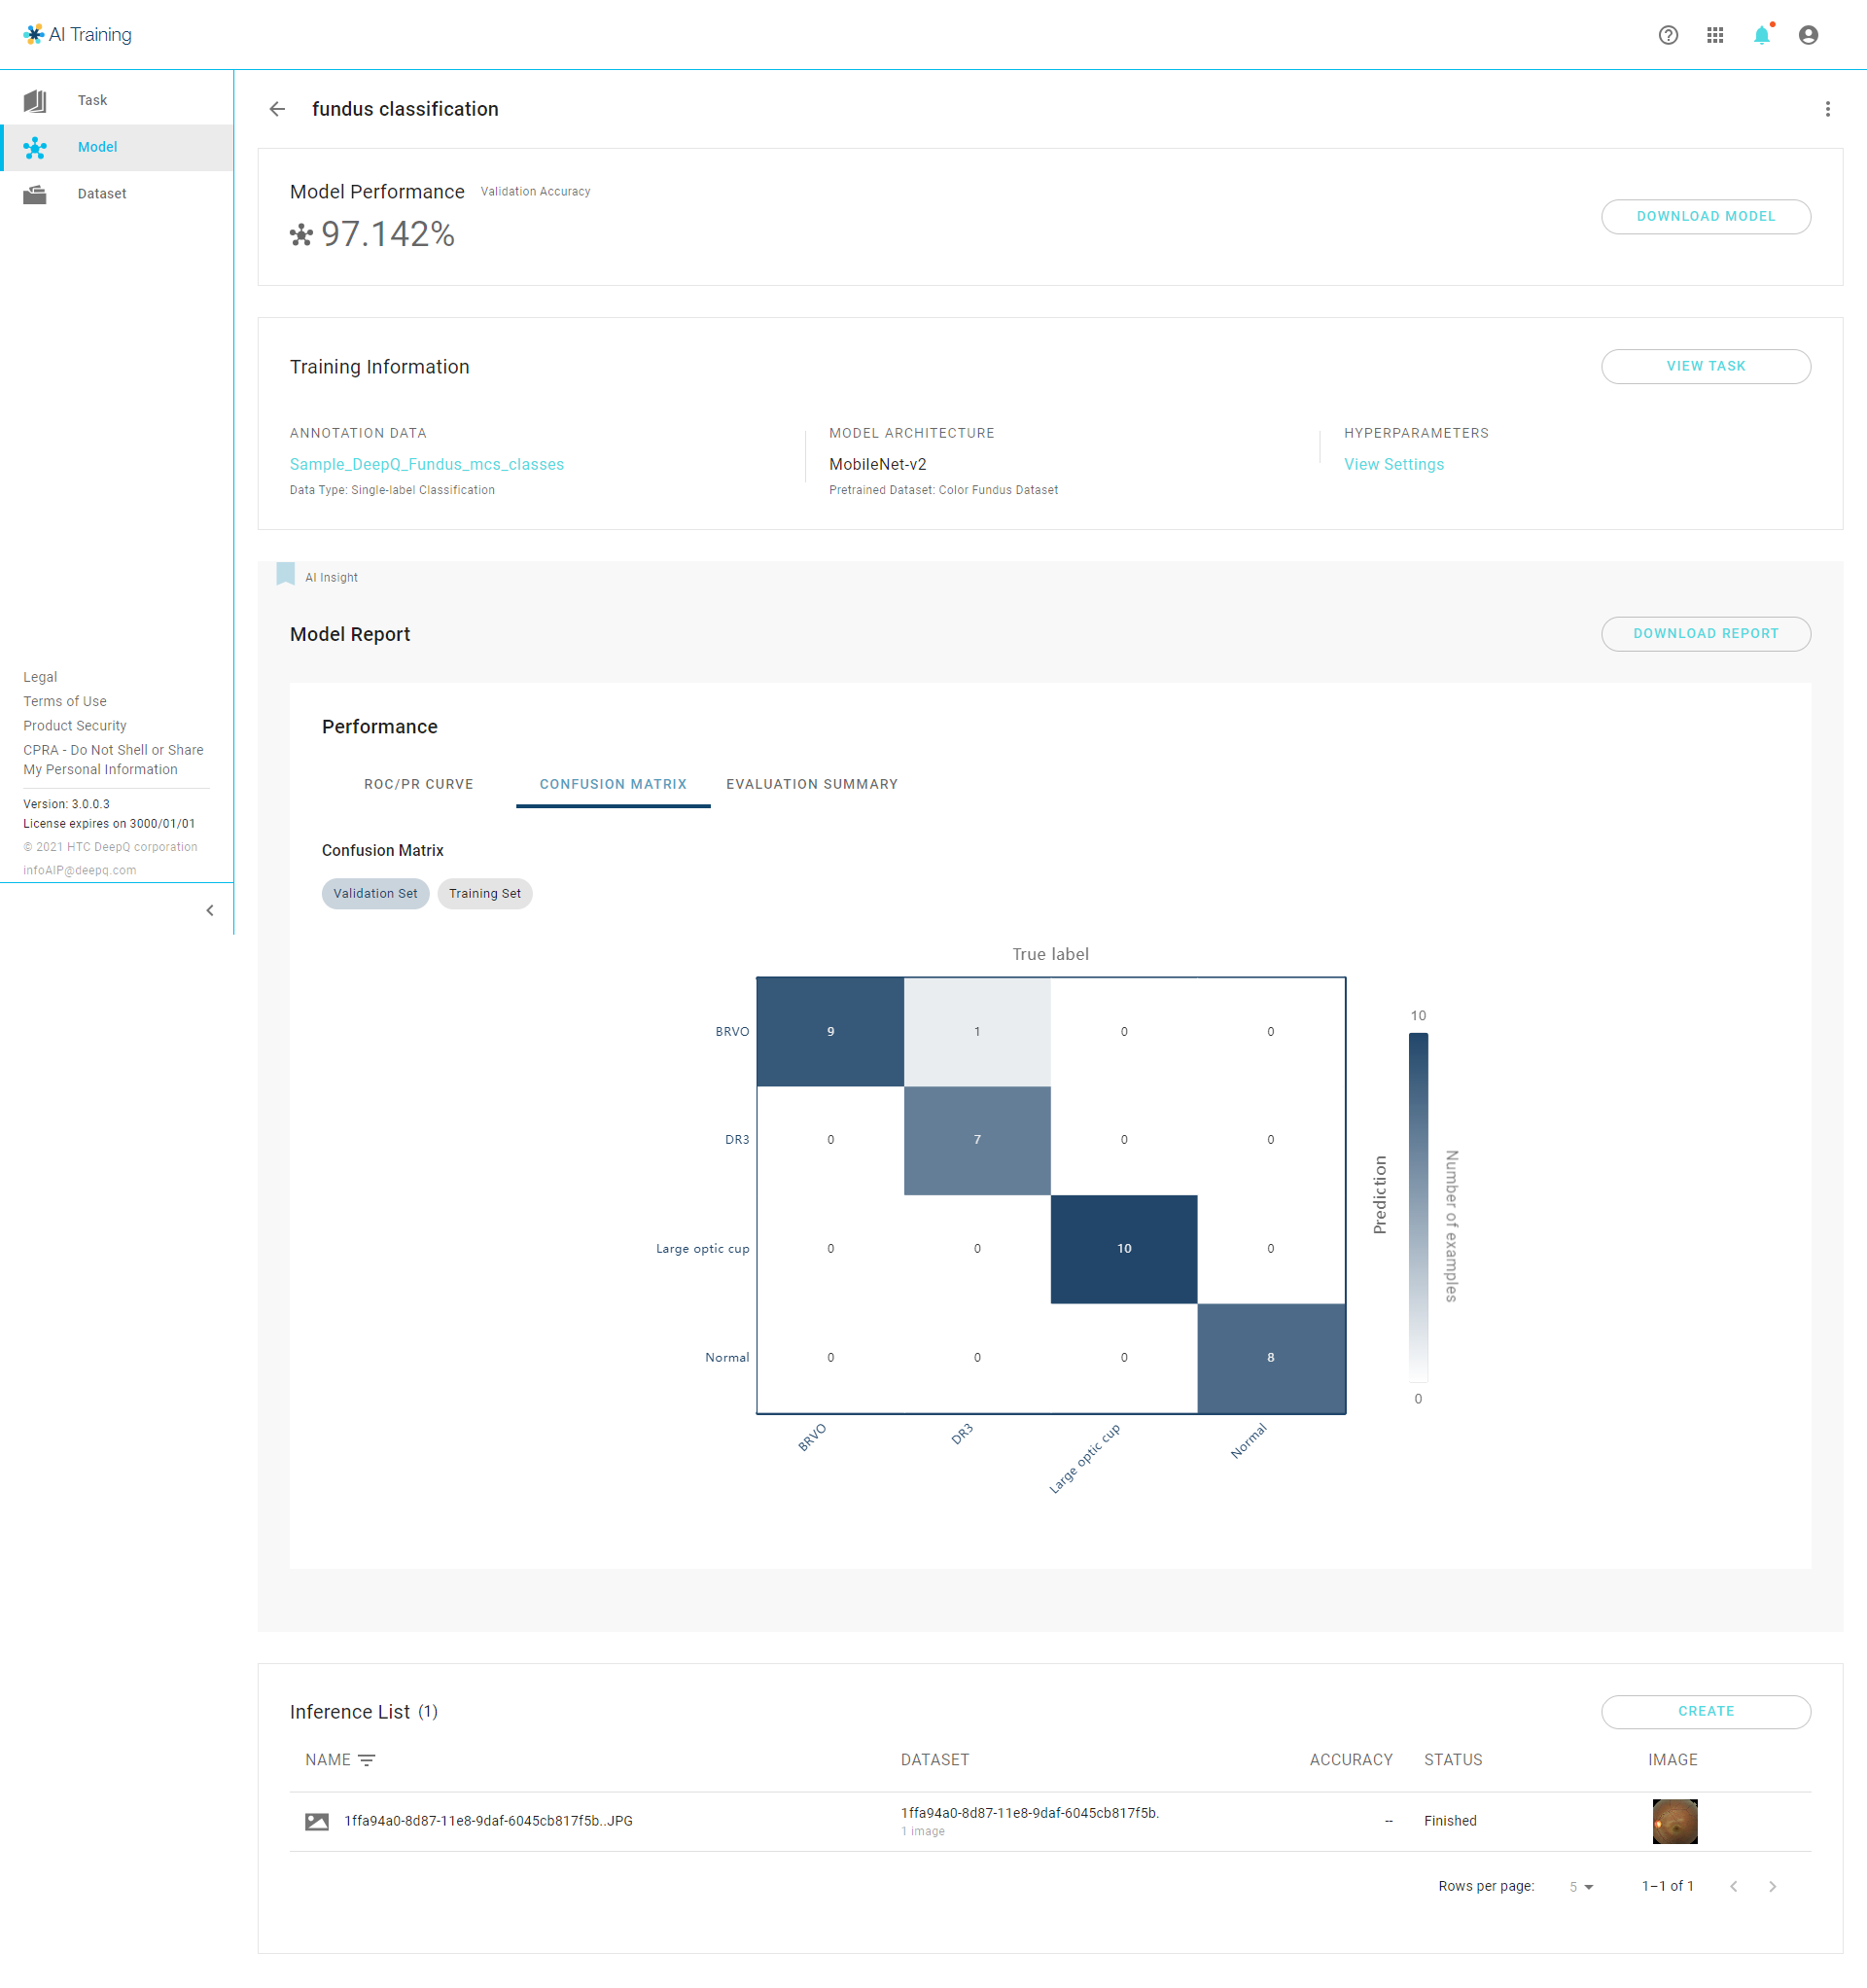 AI Training
Task
Model
Dataset
Legal
Terms of Use
Product Security
CPRA - Do Not Shell or Share
My Personal Information
Version: 3.0.0.3
License expires on 3000/01/01
© 2021 HTC DeepQ corporation
infoAIP@deepq.com
fundus classification
Model Performance Validation Accuracy
97.142%
DOWNLOAD MODEL
Training Information
VIEW TASK
ANNOTATION DATA
Sample_DeepQ_Fundus_mcs_classes
Data Type: Single-label Classification
MODEL ARCHITECTURE
MobileNet-v2
Pretrained Dataset: Color Fundus Dataset
HYPERPARAMETERS
View Settings
AI Insight
Model Report
DOWNLOAD REPORT
Performance
ROC/PR CURVE CONFUSION MATRIX EVALUATION SUMMARY
Confusion Matrix
Validation Set Training Set
True label
BRVO 9 1 0 0
DR3 0 7 0 0
Large optic cup 0 0 10 0
Normal 0 0 0 8
BRVO DR3 Large optic cup Normal
Prediction
10
0
Number of examples
Inference List (1)
CREATE
NAME DATASET ACCURACY STATUS IMAGE
1ffa94a0-8d87-11e8-9daf-6045cb817f5b..JPG 1ffa94a0-8d87-11e8-9daf-6045cb817f5b. -- Finished
1 image
Rows per page: 5 1–1 of 1